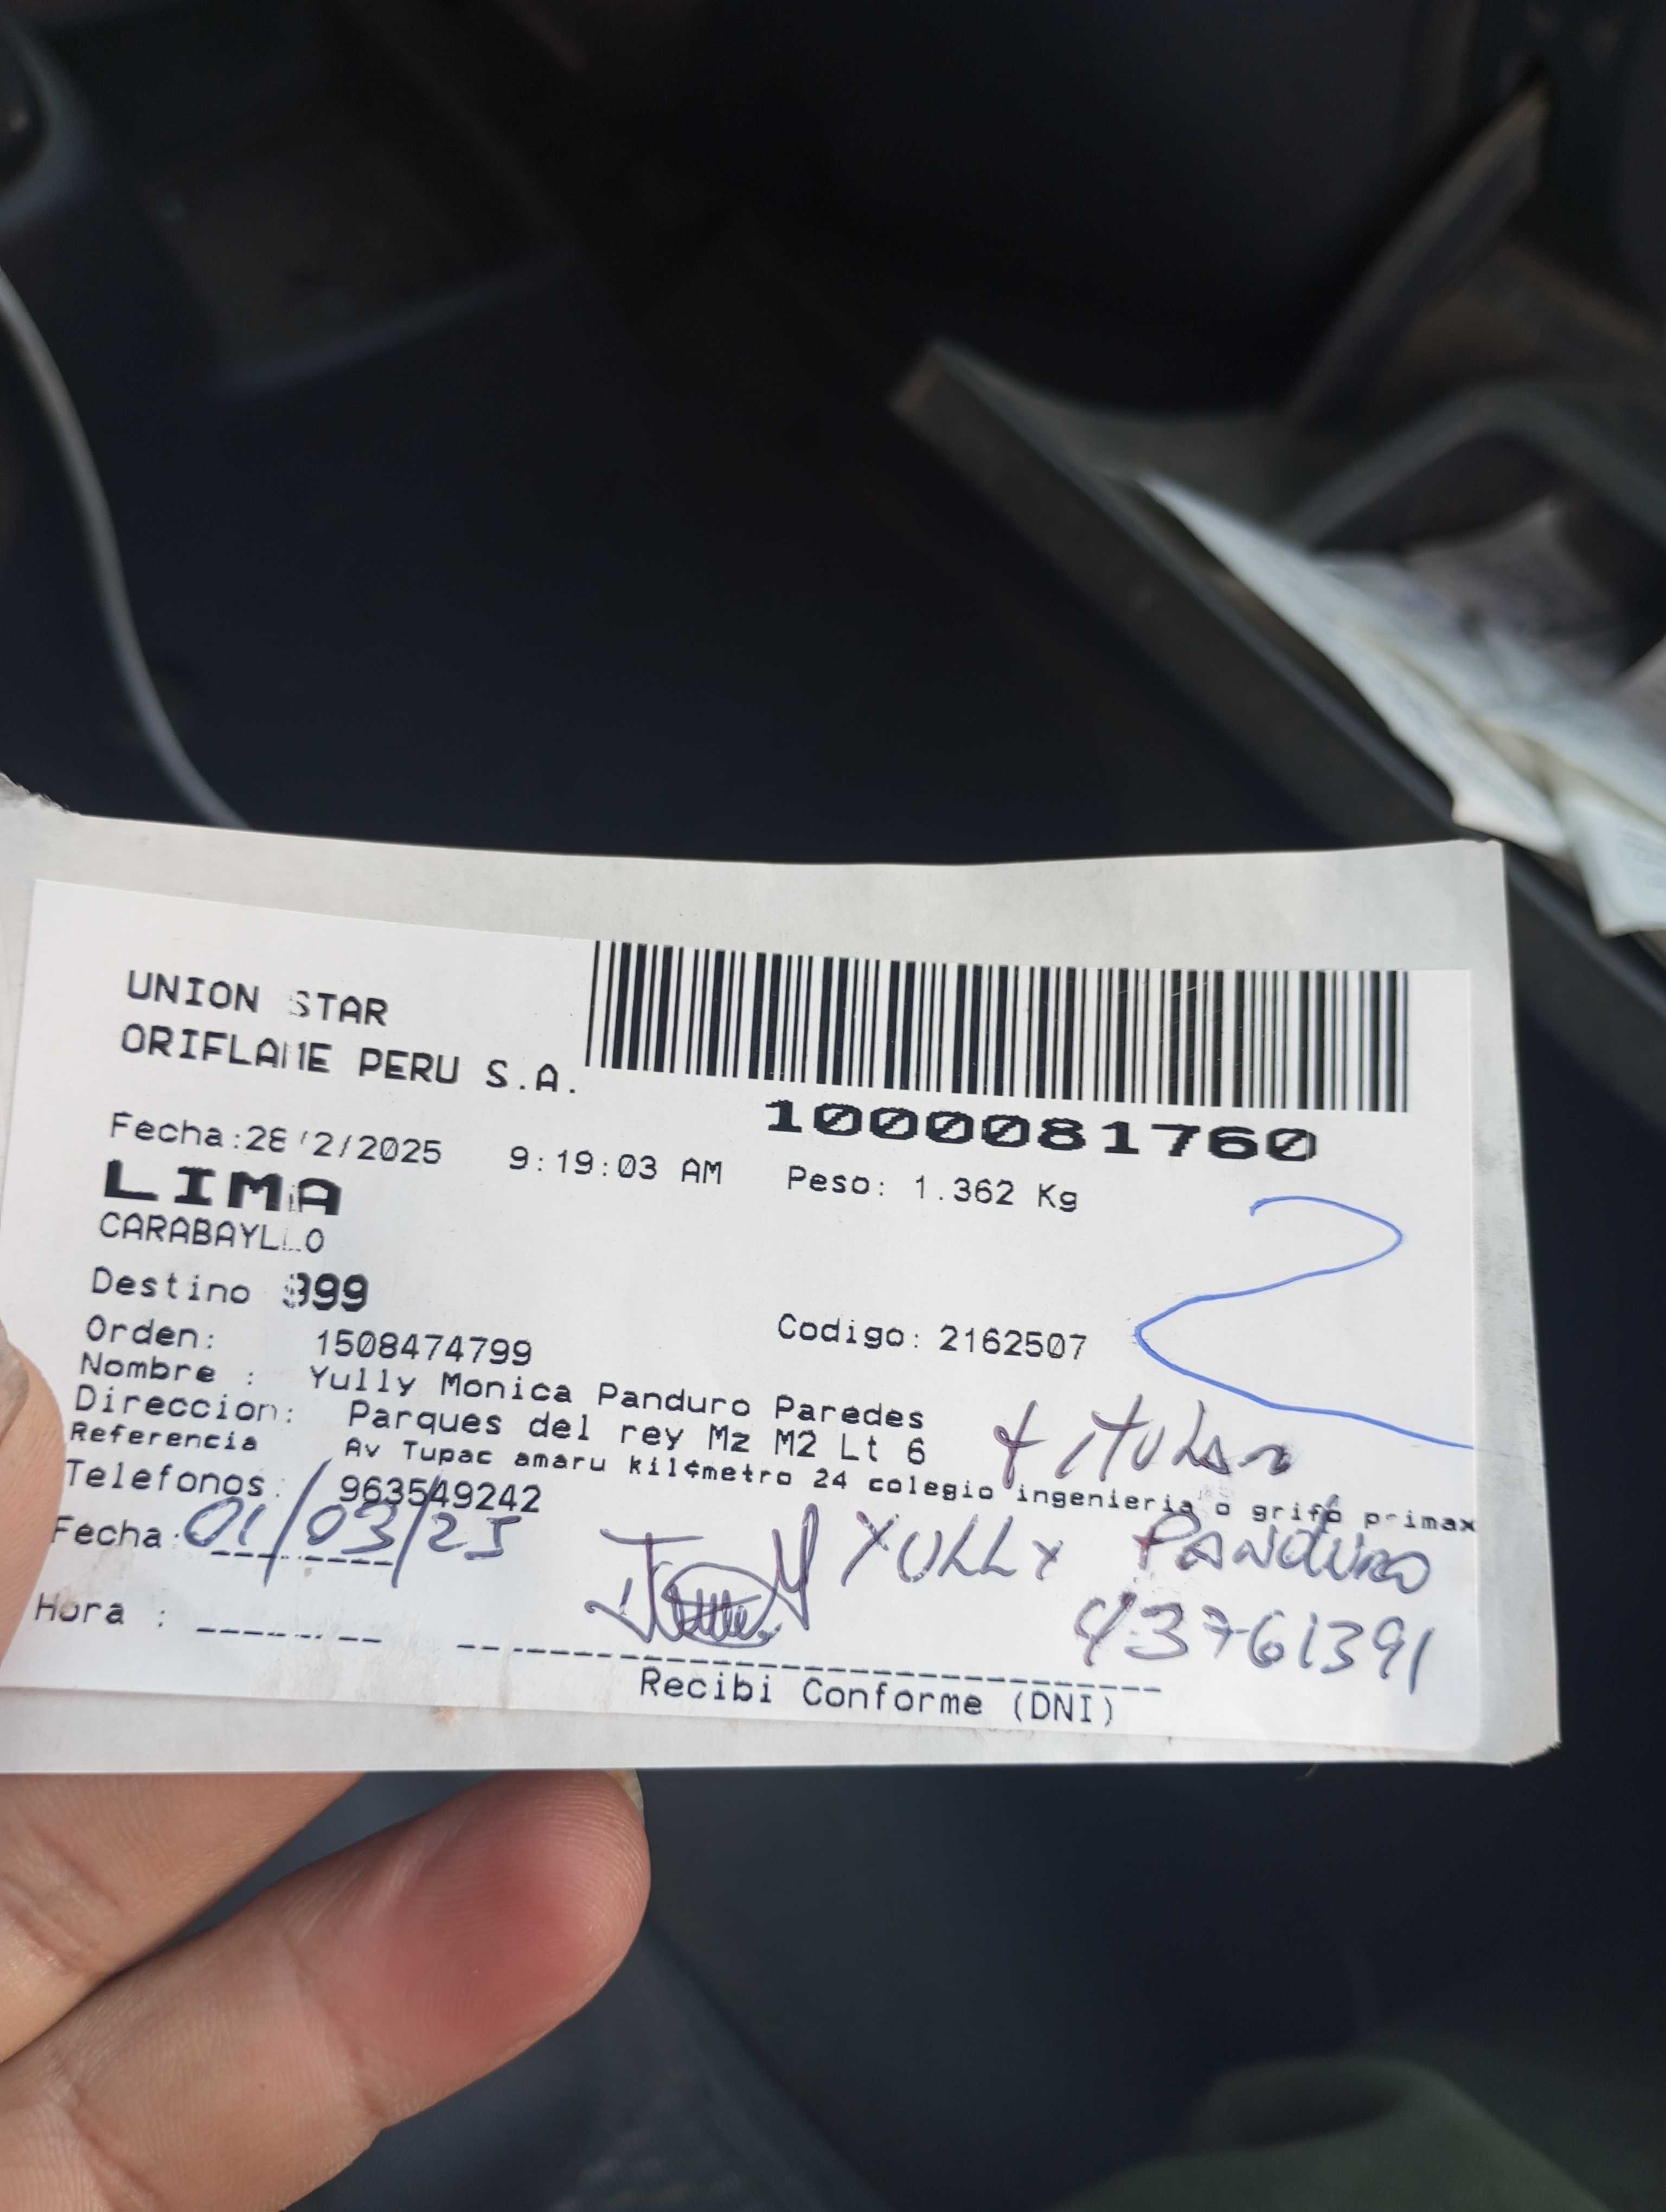 UNION STAR
ORIFLAME PERU S.A.
1000081760
Fecha:28/2/2025 9:19:03 AM Peso: 1.362 Kg
LIMA
CARABAYLLO
Destino 999
Orden: 1508474799 Codigo: 2162507
Nombre : Yully Monica Panduro Paredes
Direccion: Parques del rey Mz M2 Lt 6
titular
Referencia Av Tupac amaru kil¢metro 24 colegio ingenieria o grifo primax
Telefonos: 963549242
Fecha: 01/03/25
YULLY PANDURO
43761391
Hora :
Recibi Conforme (DNI)